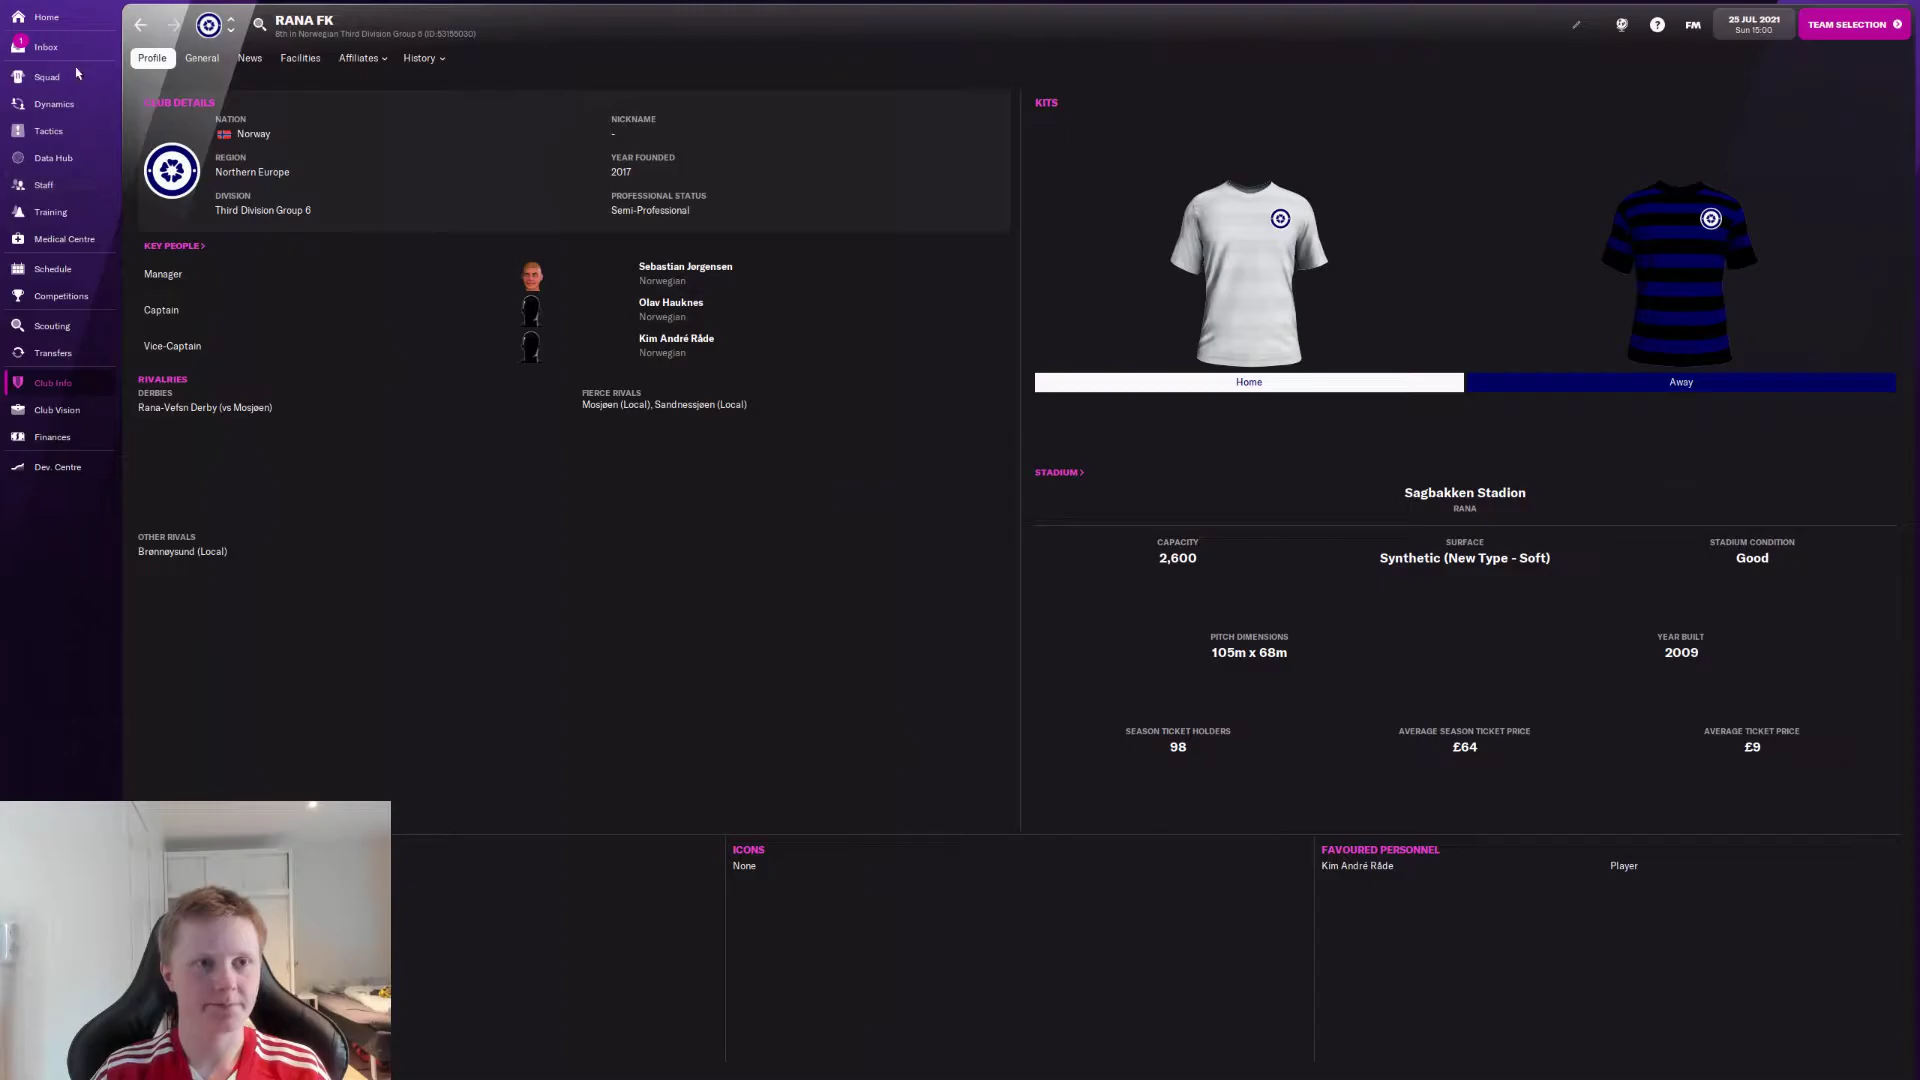 Home
RANA FK
8th in Norwegian Third Division Group 6 (ID:53155030)
25 JUL 2021
Sun 15:00
FM
TEAM SELECTION
1
Inbox
Squad
Dynamics
Tactics
Data Hub
Staff
Training
Medical Centre
Schedule
Competitions
Scouting
Transfers
Club Info
Club Vision
Finances
Dev. Centre
Profile
General
News
Facilities
Affiliates
History
CLUB DETAILS
NATION
Norway
REGION
Northern Europe
DIVISION
Third Division Group 6
NICKNAME
-
YEAR FOUNDED
2017
PROFESSIONAL STATUS
Semi-Professional
KEY PEOPLE >
Manager
Sebastian Jørgensen
Norwegian
Captain
Olav Hauknes
Norwegian
Vice-Captain
Kim André Råde
Norwegian
RIVALRIES
DERBIES
Rana-Vefsn Derby (vs Mosjøen)
FIERCE RIVALS
Mosjøen (Local), Sandnessjøen (Local)
OTHER RIVALS
Brønnøysund (Local)
KITS
Home
Away
STADIUM >
Sagbakken Stadion
RANA
CAPACITY
2,600
SURFACE
Synthetic (New Type - Soft)
STADIUM CONDITION
Good
PITCH DIMENSIONS
105m x 68m
YEAR BUILT
2009
SEASON TICKET HOLDERS
98
AVERAGE SEASON TICKET PRICE
£64
AVERAGE TICKET PRICE
£9
ICONS
None
FAVOURED PERSONNEL
Kim André Råde
Player